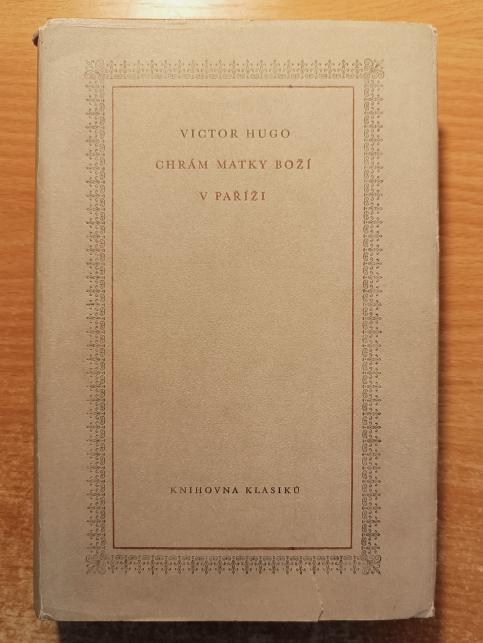 VICTOR HUGO
CHRÁM MATKY BOŽÍ
V PAŘÍŽI
KNIHOVNA KLASIKŮ